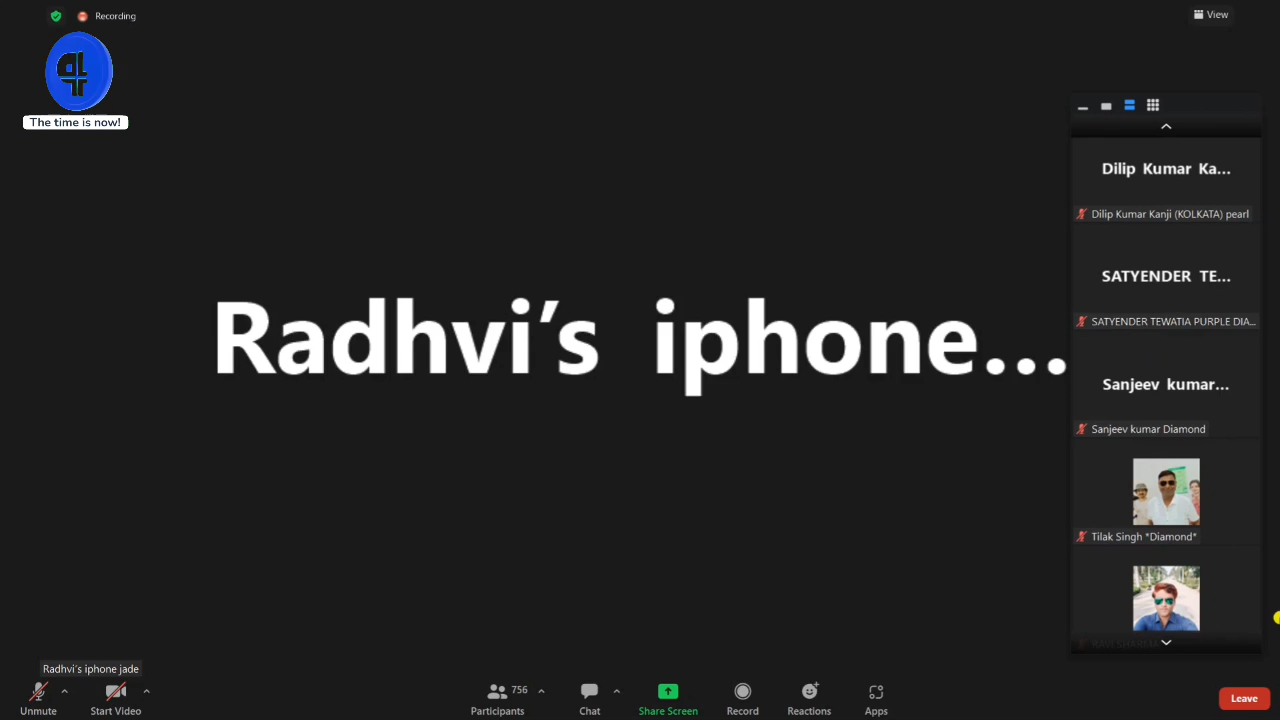 Recording
View
The time is now!
Dilip Kumar Ka...
Dilip Kumar Kanji (KOLKATA) pearl
SATYENDER TE...
SATYENDER TEWATIA PURPLE DIA...
Radhvi's iphone...
Sanjeev kumar...
Sanjeev kumar Diamond
Tilak Singh *Diamond*
RAVI SHARMA
Radhvi's iphone jade
756
Unmute
Start Video
Participants
Chat
Share Screen
Record
Reactions
Apps
Leave